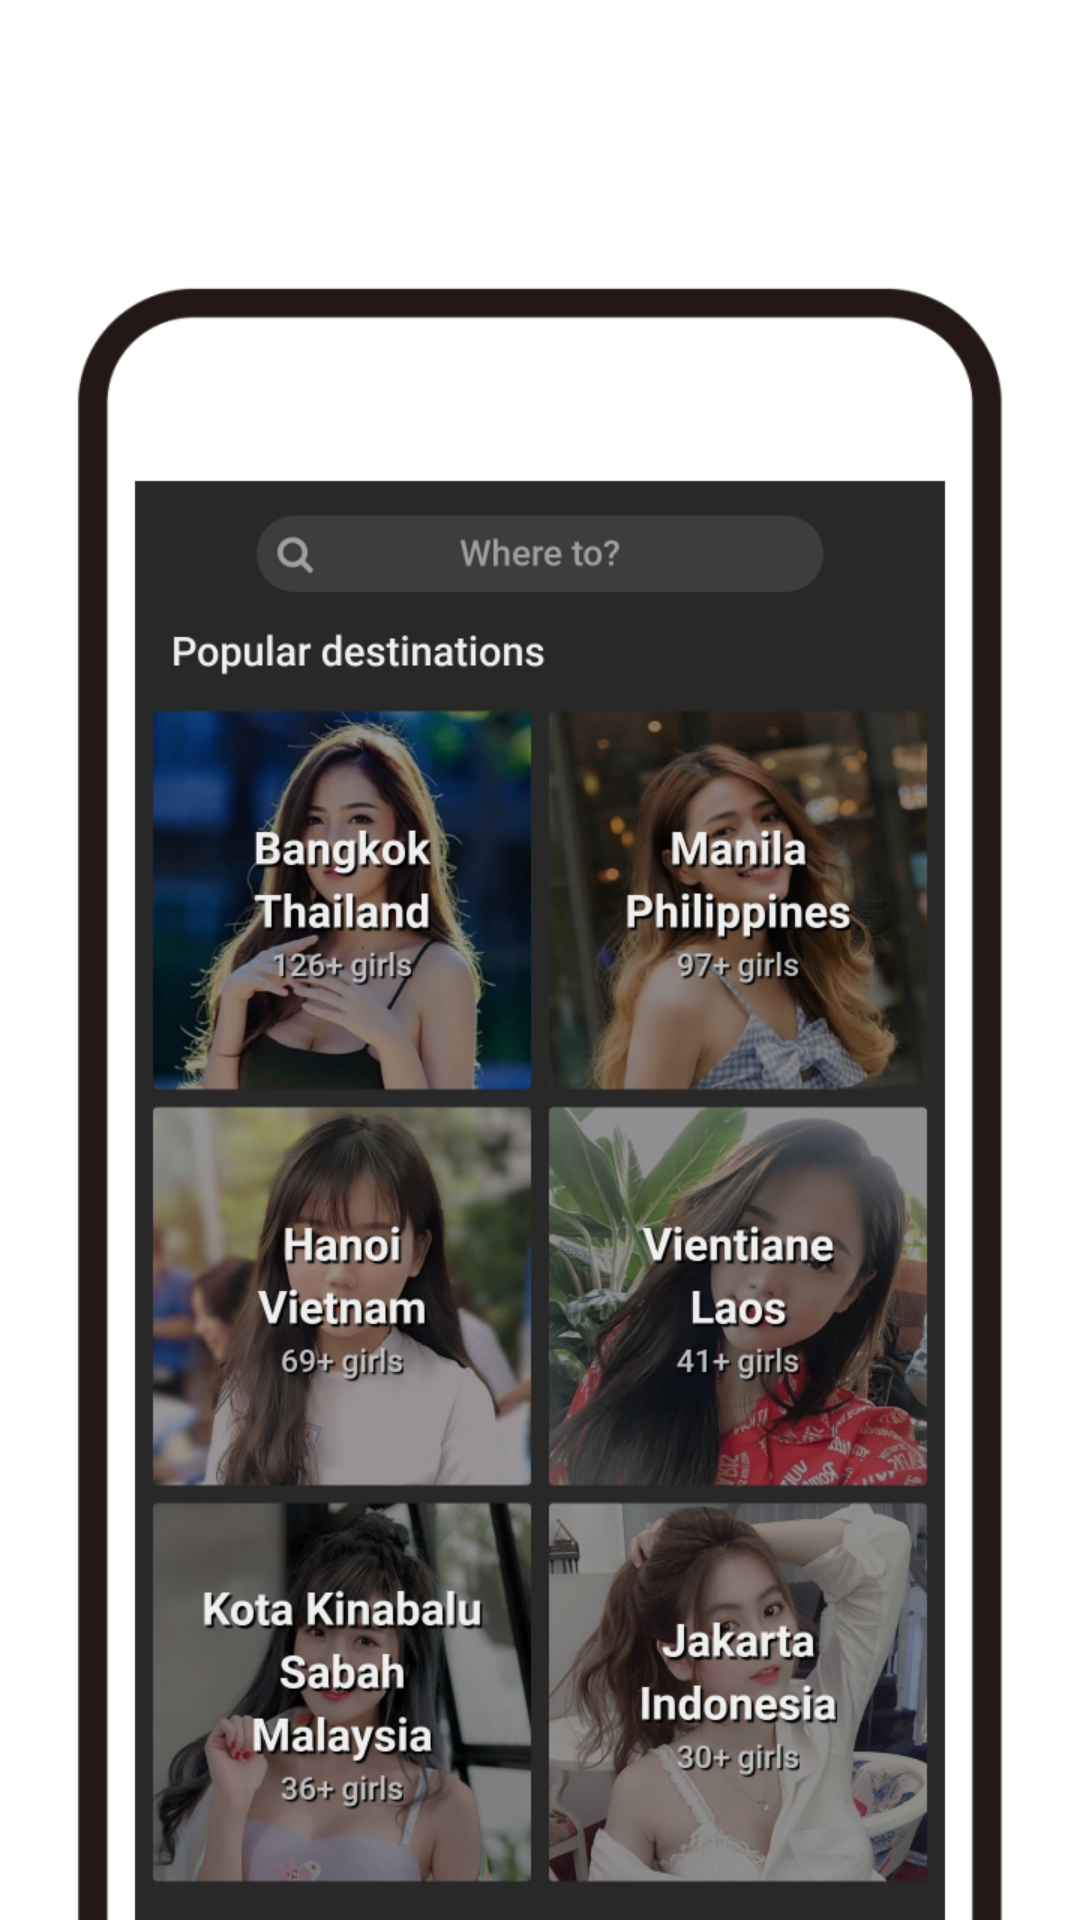 Where to?
Popular destinations
Bangkok
Thailand
126+ girls
Manila
Philippines
97+ girls
Hanoi
Vietnam
69+ girls
Vientiane
Laos
41+ girls
Kota Kinabalu
Sabah
Malaysia
36+ girls
Jakarta
Indonesia
30+ girls